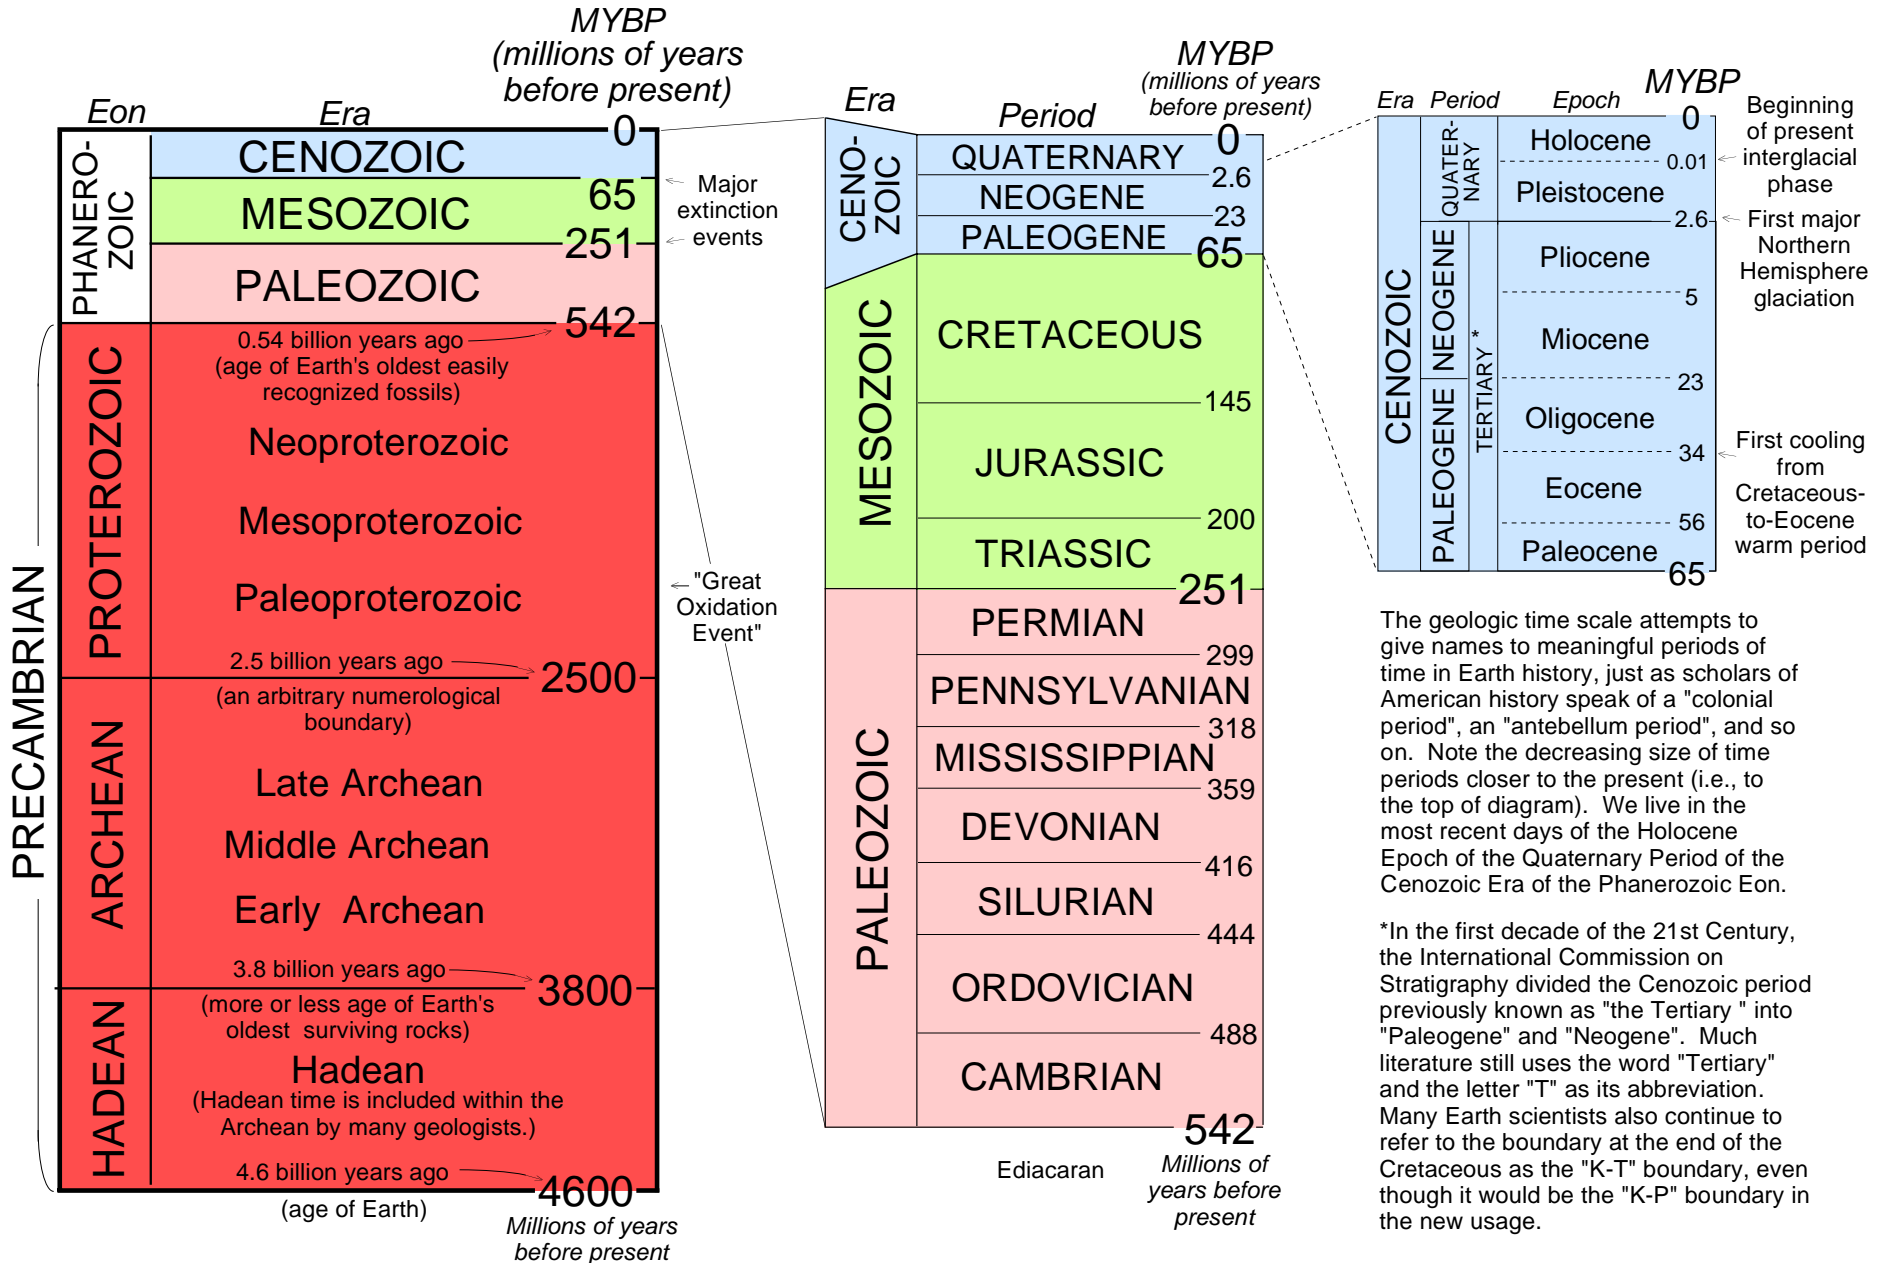 MYBP
(millions of years
before present)
Eon
Era
0
PHANERO-
ZOIC
CENOZOIC
65
Major
extinction
events
MESOZOIC
251
PALEOZOIC
542
0.54 billion years ago
(age of Earth's oldest easily
recognized fossils)
PRECAMBRIAN
PROTEROZOIC
Neoproterozoic
Mesoproterozoic
Paleoproterozoic
"Great
Oxidation
Event"
2.5 billion years ago
2500
(an arbitrary numerological
boundary)
ARCHEAN
Late Archean
Middle Archean
Early Archean
3.8 billion years ago
3800
(more or less age of Earth's
oldest surviving rocks)
HADEAN
Hadean
(Hadean time is included within the
Archean by many geologists.)
4.6 billion years ago
4600
(age of Earth)
Millions of years
before present
MYBP
(millions of years
before present)
Era
Period
0
CENO-
ZOIC
QUATERNARY
2.6
NEOGENE
23
PALEOGENE
65
MESOZOIC
CRETACEOUS
145
JURASSIC
200
TRIASSIC
251
PALEOZOIC
PERMIAN
299
PENNSYLVANIAN
318
MISSISSIPPIAN
359
DEVONIAN
416
SILURIAN
444
ORDOVICIAN
488
CAMBRIAN
542
Ediacaran
Millions of
years before
present
MYBP
Era Period Epoch
0
CENOZOIC
QUATER-
NARY
Holocene
0.01
Beginning
of present
interglacial
phase
Pleistocene
2.6
First major
Northern
Hemisphere
glaciation
NEOGENE
TERTIARY *
Pliocene
5
Miocene
23
PALEOGENE
Oligocene
34
First cooling
from
Cretaceous-
to-Eocene
warm period
Eocene
56
Paleocene
65
The geologic time scale attempts to
give names to meaningful periods of
time in Earth history, just as scholars of
American history speak of a "colonial
period", an "antebellum period", and so
on. Note the decreasing size of time
periods closer to the present (i.e., to
the top of diagram). We live in the
most recent days of the Holocene
Epoch of the Quaternary Period of the
Cenozoic Era of the Phanerozoic Eon.
*In the first decade of the 21st Century,
the International Commission on
Stratigraphy divided the Cenozoic period
previously known as "the Tertiary " into
"Paleogene" and "Neogene". Much
literature still uses the word "Tertiary"
and the letter "T" as its abbreviation.
Many Earth scientists also continue to
refer to the boundary at the end of the
Cretaceous as the "K-T" boundary, even
though it would be the "K-P" boundary in
the new usage.